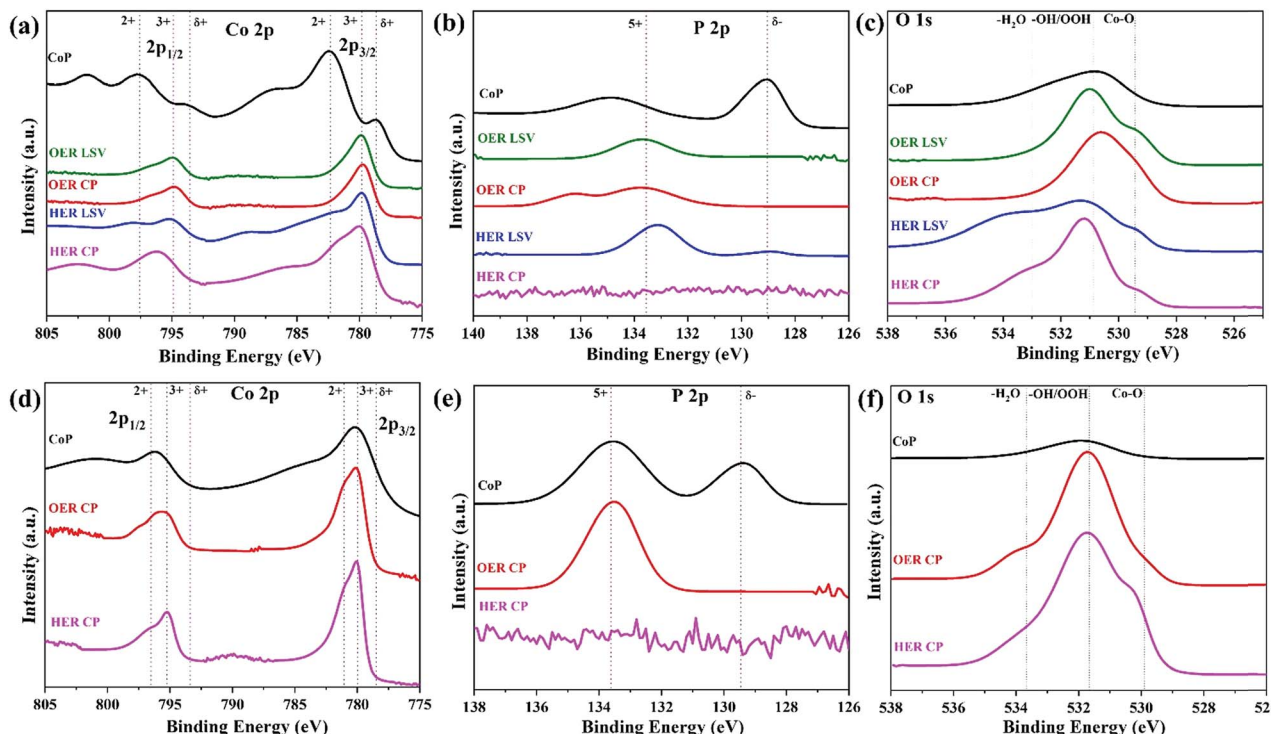 (a)
2+ 3+ δ+ 2+ 3+ δ+
Co 2p
2p1/2 2p3/2
CoP
OER LSV
OER CP
HER LSV
HER CP
Intensity (a.u.)
805 800 795 790 785 780 775
Binding Energy (eV)
(b)
5+ P 2p δ-
CoP
OER LSV
OER CP
HER LSV
HER CP
Intensity (a.u.)
140 138 136 134 132 130 128 126
Binding Energy (eV)
(c)
O 1s -H2O -OH/OOH Co-O
CoP
OER LSV
OER CP
HER LSV
HER CP
Intensity (a.u.)
538 536 534 532 530 528 526
Binding Energy (eV)
(d)
2+ 3+ δ+ Co 2p 2+ 3+ δ+
2p1/2 2p3/2
CoP
OER CP
HER CP
Intensity (a.u.)
805 800 795 790 785 780 775
Binding Energy (eV)
(e)
5+ P 2p δ-
CoP
OER CP
HER CP
Intensity (a.u.)
138 136 134 132 130 128 126
Binding Energy (eV)
(f)
O 1s -H2O -OH/OOH Co-O
CoP
OER CP
HER CP
Intensity (a.u.)
538 536 534 532 530 528 52
Binding Energy (eV)